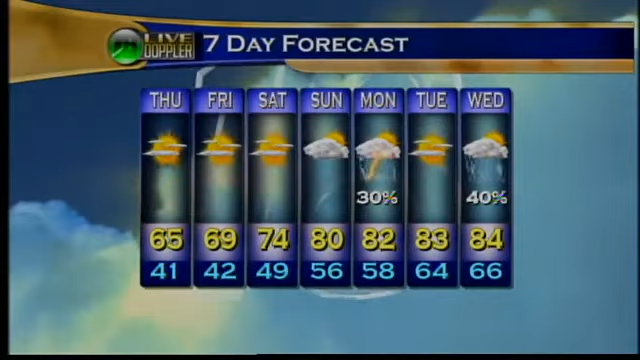 LIVE
DOPPLER
7 DAY FORECAST
THU FRI SAT SUN MON TUE WED
30% 40%
65 69 74 80 82 83 84
41 42 49 56 58 64 66